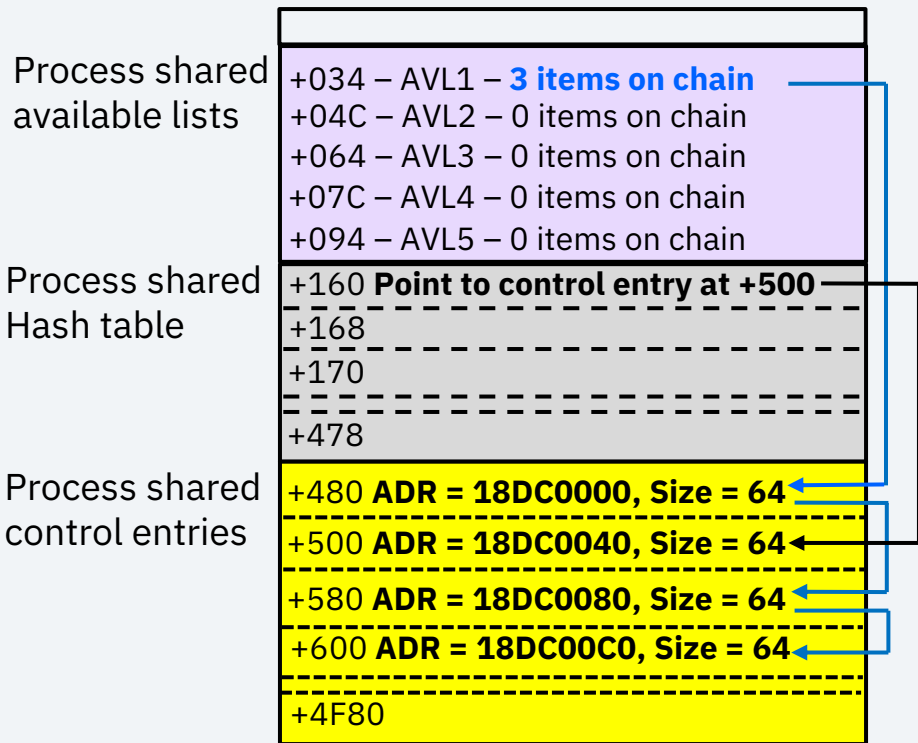 Process shared
available lists
+034 – AVL1 – 3 items on chain
+04C – AVL2 – 0 items on chain
+064 – AVL3 – 0 items on chain
+07C – AVL4 – 0 items on chain
+094 – AVL5 – 0 items on chain
Process shared
Hash table
+160 Point to control entry at +500
+168
+170
+478
Process shared
control entries
+480 ADR = 18DC0000, Size = 64
+500 ADR = 18DC0040, Size = 64
+580 ADR = 18DC0080, Size = 64
+600 ADR = 18DC00C0, Size = 64
+4F80